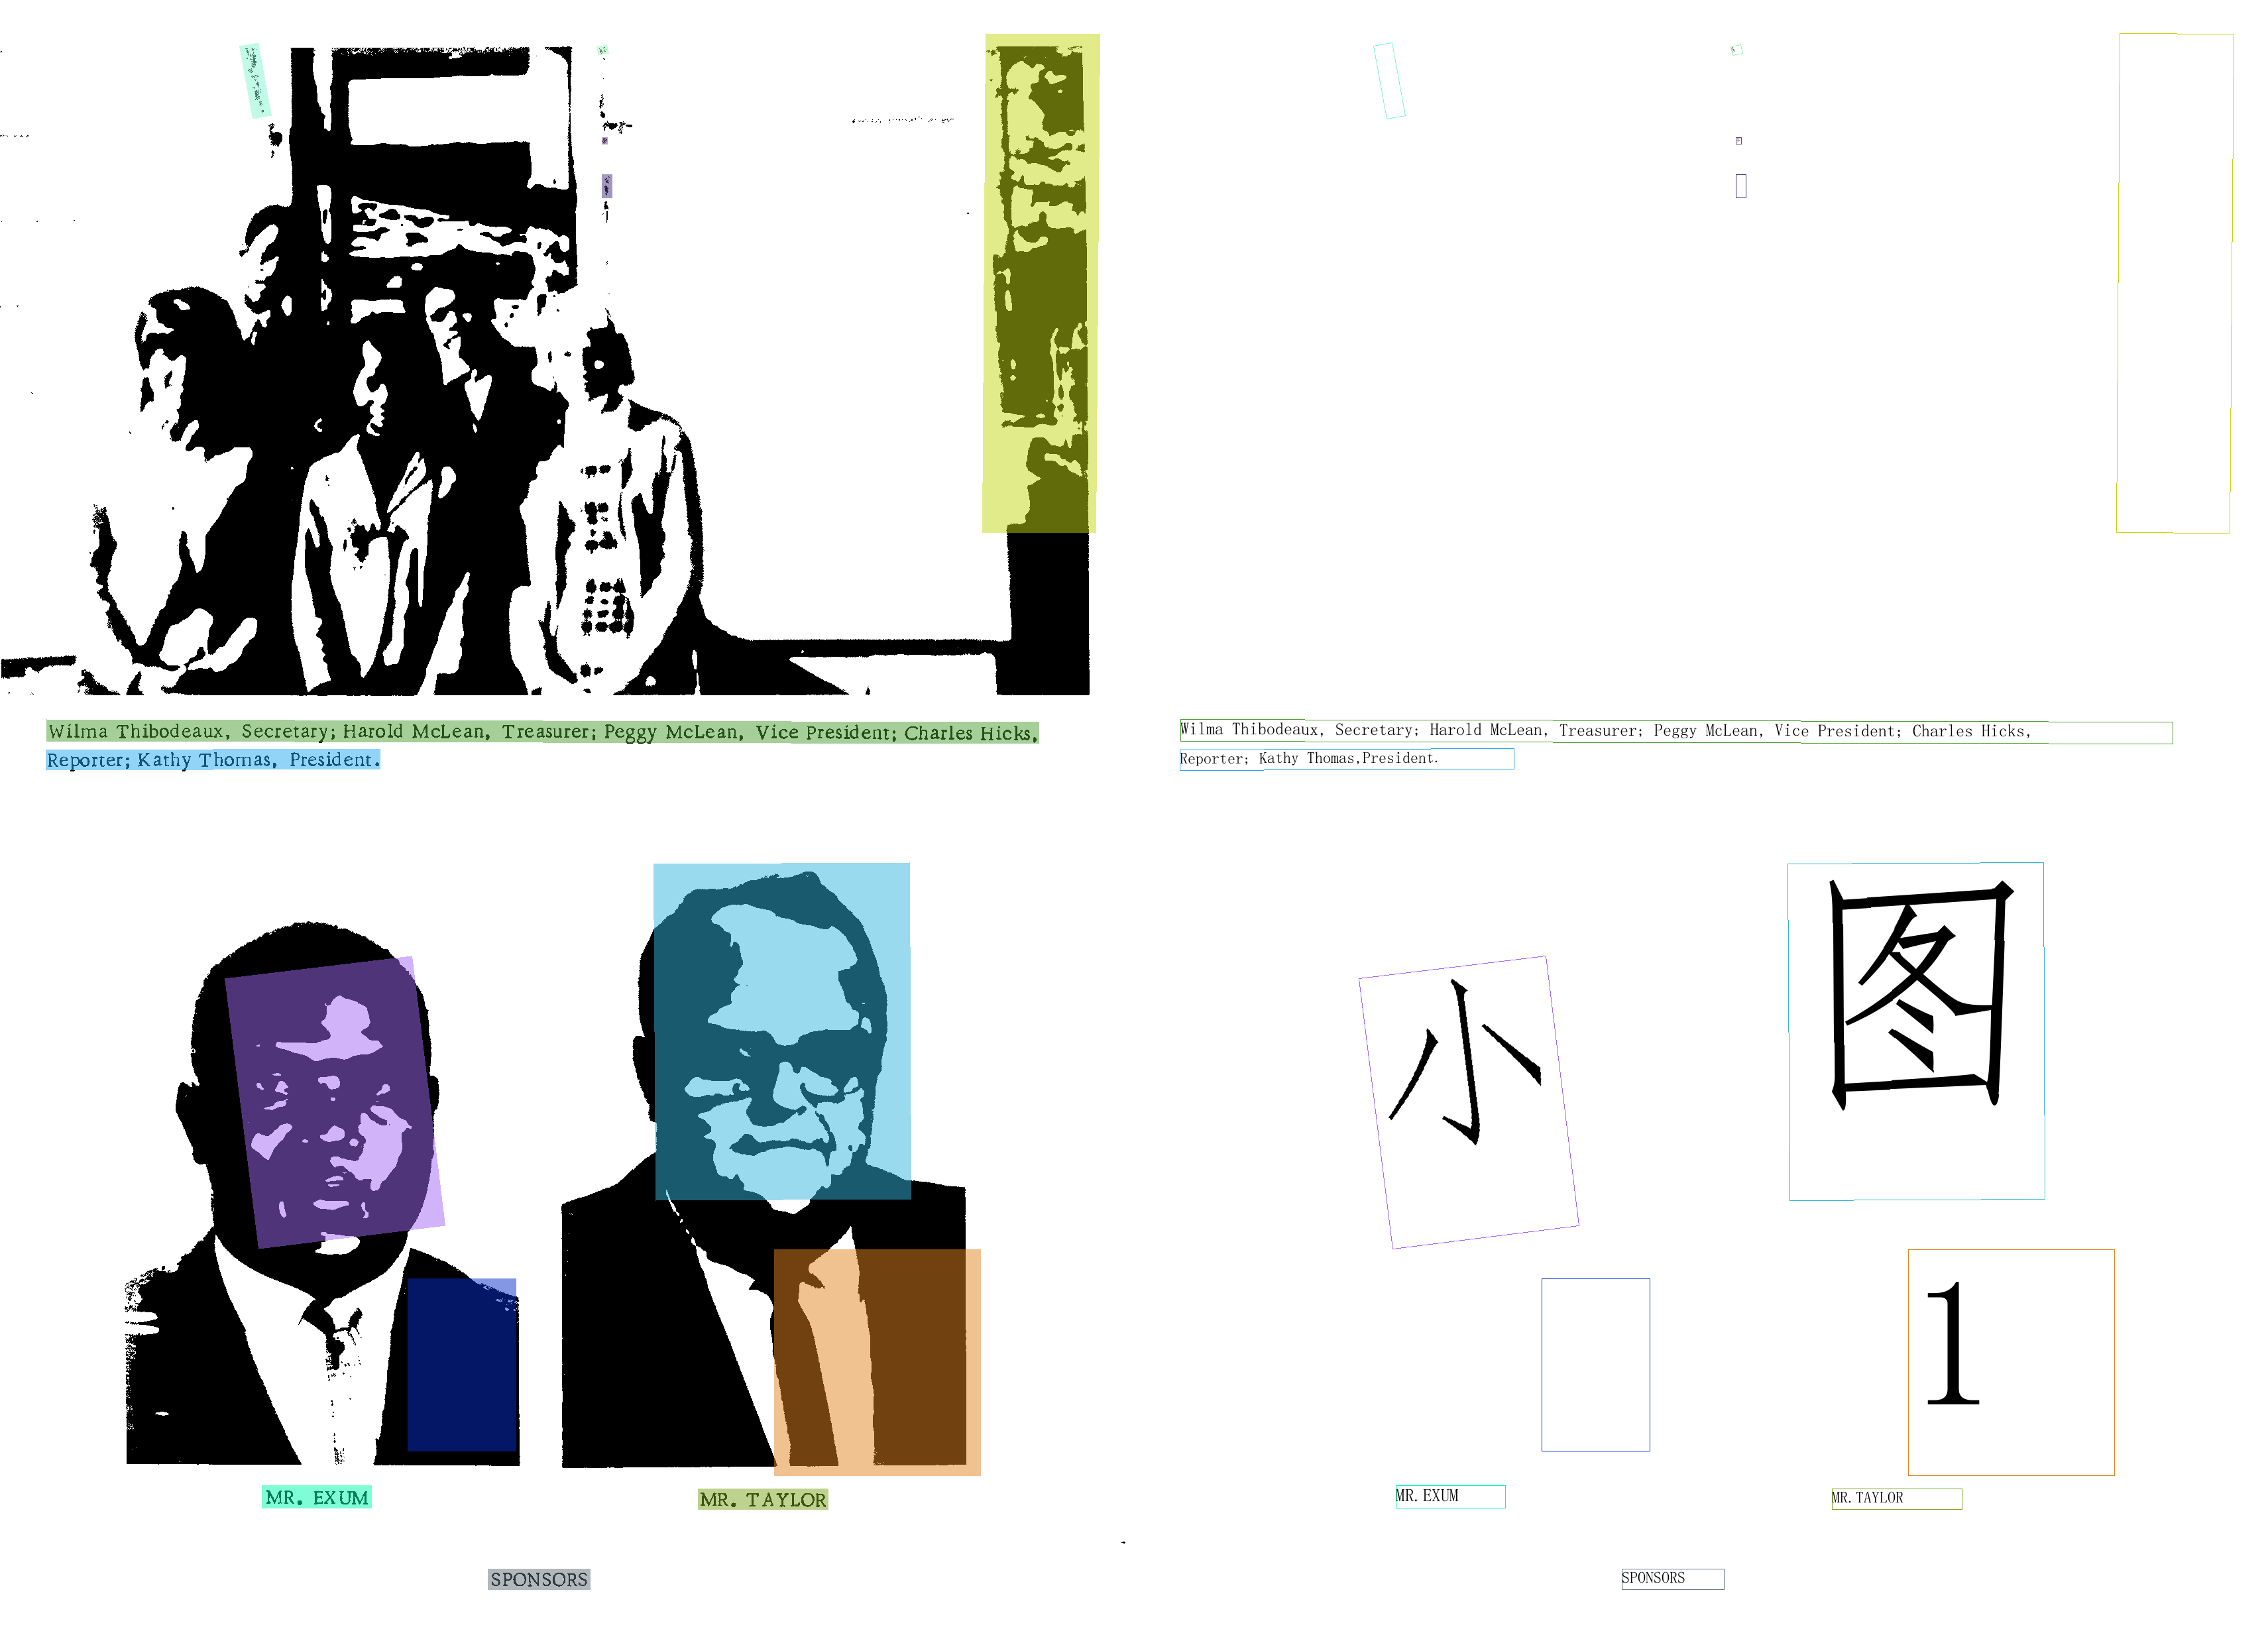 Wilma Thibodeaux, Secretary; Harold McLean, Treasurer; Peggy McLean, Vice President; Charles Hicks,
Reporter; Kathy Thomas, President.
MR. EXUM
MR. TAYLOR
SPONSORS
Wilma Thibodeaux, Secretary; Harold McLean, Treasurer; Peggy McLean, Vice President; Charles Hicks,
Reporter; Kathy Thomas,President.
图
小
1
MR. EXUM
MR. TAYLOR
SPONSORS